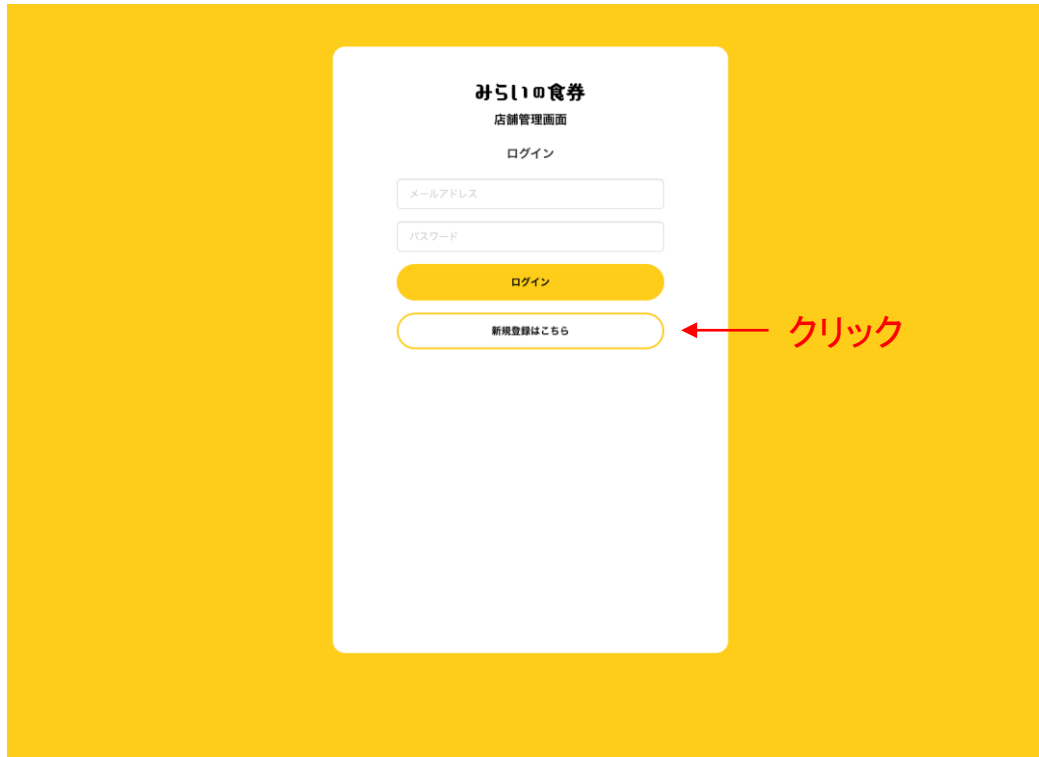 みらいの食券
店舗管理画面
ログイン
メールアドレス
パスワード
ログイン
新規登録はこちら
クリック